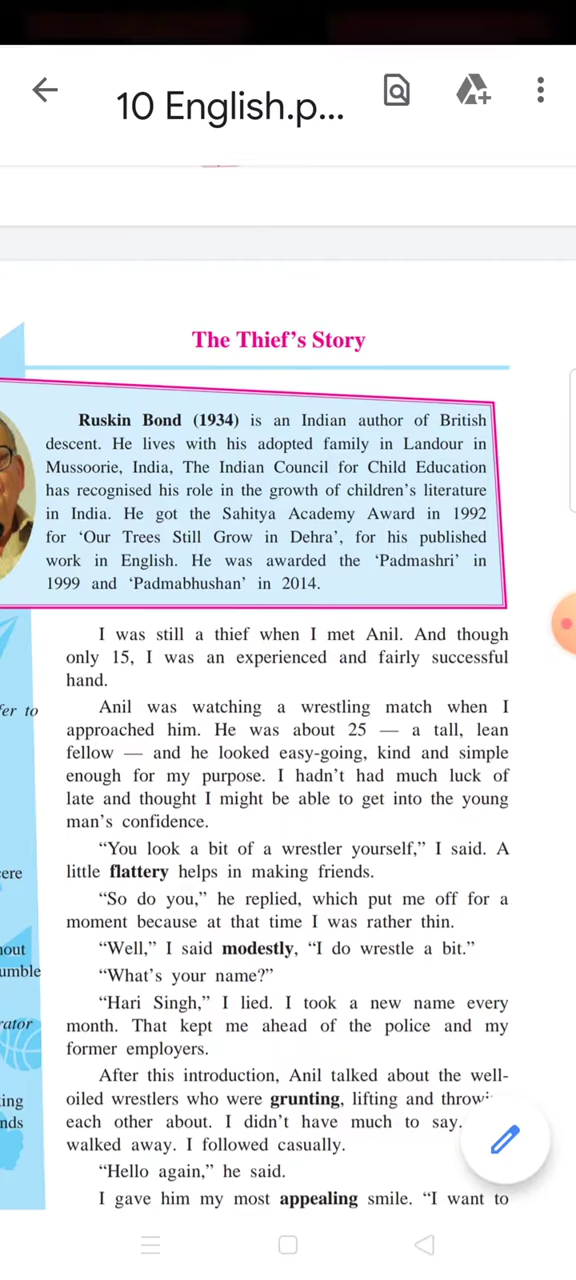 10 English.p...
The Thief's Story
Ruskin Bond (1934) is an Indian author of British
descent. He lives with his adopted family in Landour in
Mussoorie, India, The Indian Council for Child Education
has recognised his role in the growth of children's literature
in India. He got the Sahitya Academy Award in 1992
for 'Our Trees Still Grow in Dehra', for his published
work in English. He was awarded the 'Padmashri' in
1999 and 'Padmabhushan' in 2014.
I was still a thief when I met Anil. And though
only 15, I was an experienced and fairly successful
hand.
Anil was watching a wrestling match when I
approached him. He was about 25 — a tall, lean
fellow — and he looked easy-going, kind and simple
enough for my purpose. I hadn't had much luck of
late and thought I might be able to get into the young
man's confidence.
"You look a bit of a wrestler yourself," I said. A
little flattery helps in making friends.
"So do you," he replied, which put me off for a
moment because at that time I was rather thin.
"Well," I said modestly, "I do wrestle a bit."
"What's your name?"
"Hari Singh," I lied. I took a new name every
month. That kept me ahead of the police and my
former employers.
After this introduction, Anil talked about the well-
oiled wrestlers who were grunting, lifting and
each other about. I didn't have much to say.
walked away. I followed casually.
"Hello again," he said.
I gave him my most appealing smile. "I want to
to